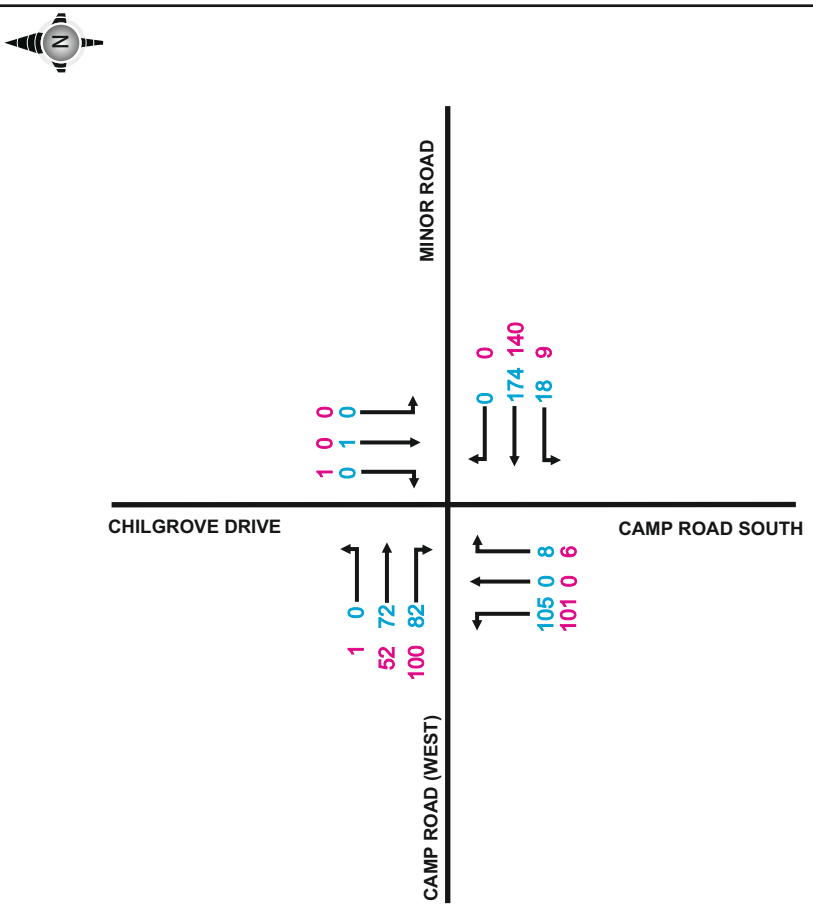 N
MINOR ROAD
0 0
174 140
18 9
0 0
0 1
1 0
CHILGROVE DRIVE
CAMP ROAD SOUTH
1 0
52 72
100 82
8 6
0 0
105 101
CAMP ROAD (WEST)